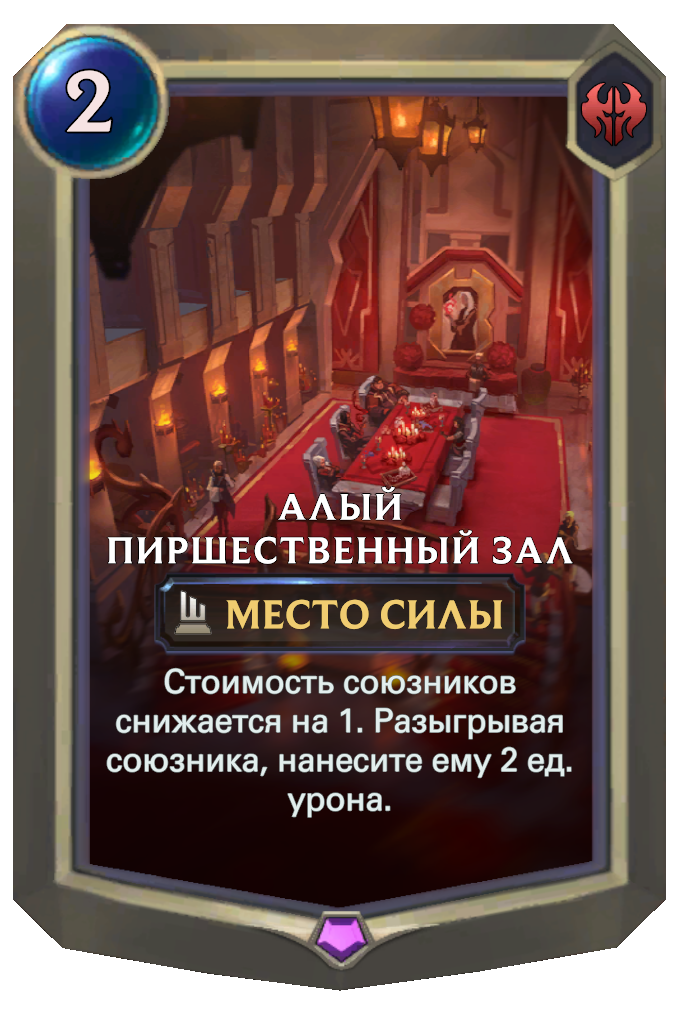 2
АЛЫЙ
ПИРШЕСТВЕННЫЙ ЗАЛ
МЕСТО СИЛЫ
Стоимость союзников
снижается на 1. Разыгрывая
союзника, нанесите ему 2 ед.
урона.